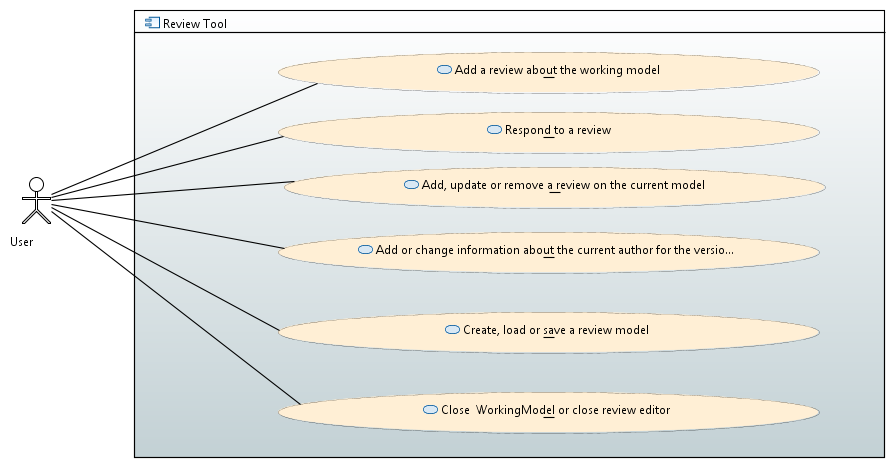 Review Tool
Add a review about the working model
Respond to a review
Add, update or remove a review on the current model
User
Add or change information about the current author for the versio...
Create, load or save a review model
Close WorkingModel or close review editor